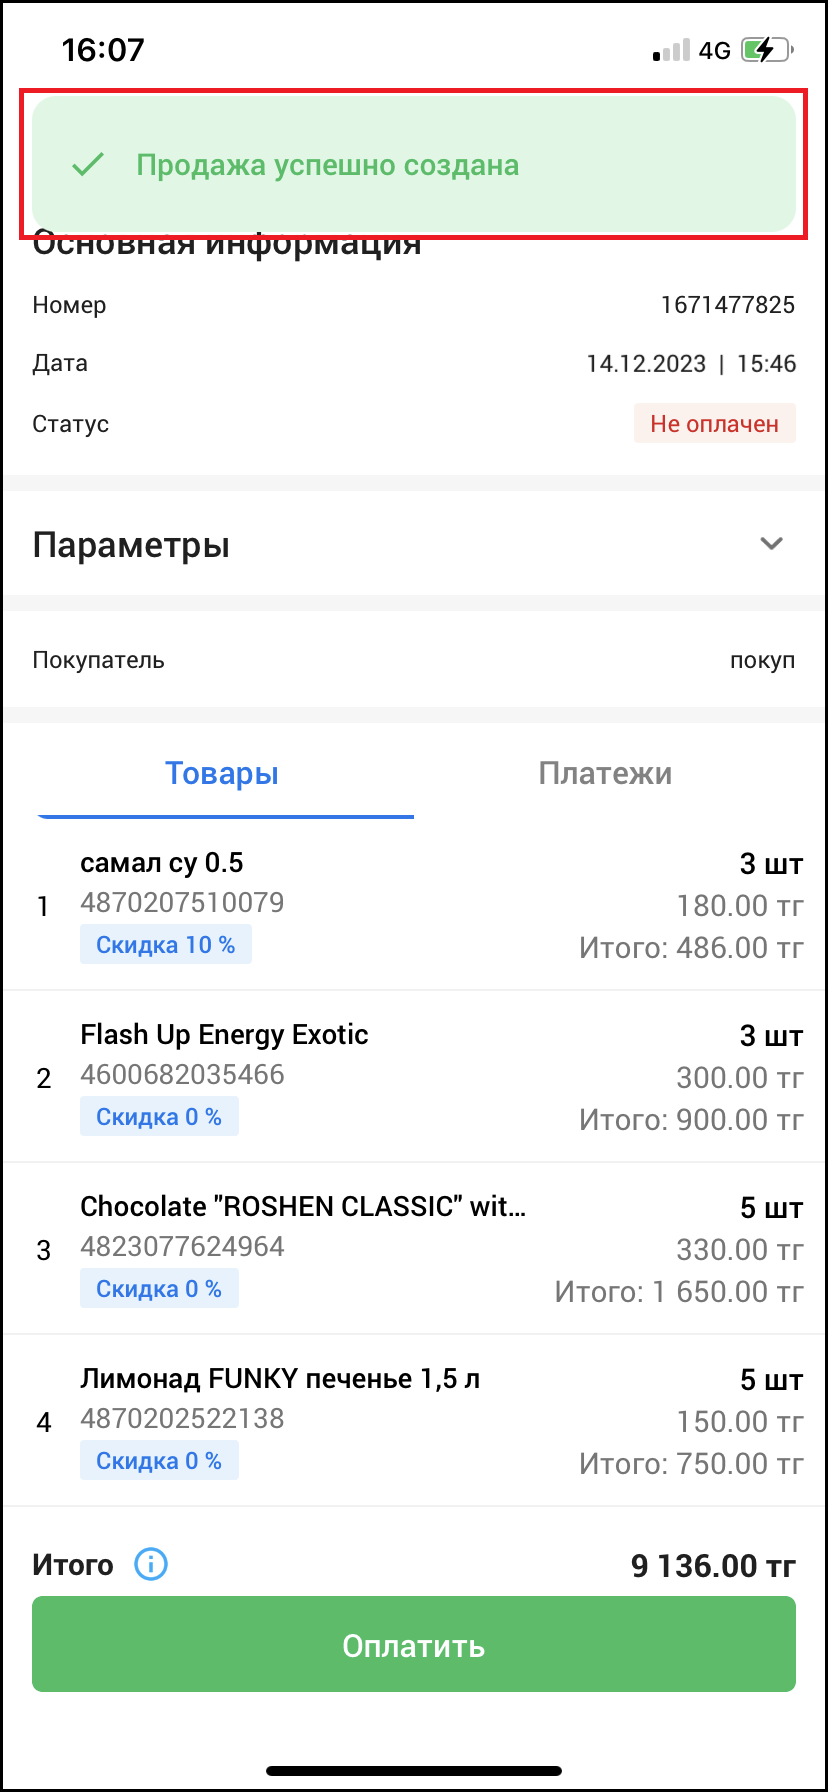 16:07
4G
Продажа успешно создана
Основная информация
Номер 1671477825
Дата 14.12.2023 | 15:46
Статус Не оплачен
Параметры
Покупатель покуп
Товары Платежи
самал су 0.5 3 шт
1 4870207510079 180.00 тг
Скидка 10 % Итого: 486.00 тг
Flash Up Energy Exotic 3 шт
2 4600682035466 300.00 тг
Скидка 0 % Итого: 900.00 тг
Chocolate "ROSHEN CLASSIC" wit... 5 шт
3 4823077624964 330.00 тг
Скидка 0 % Итого: 1 650.00 тг
Лимонад FUNKY печенье 1,5 л 5 шт
4 4870202522138 150.00 тг
Скидка 0 % Итого: 750.00 тг
Итого 9 136.00 тг
Оплатить